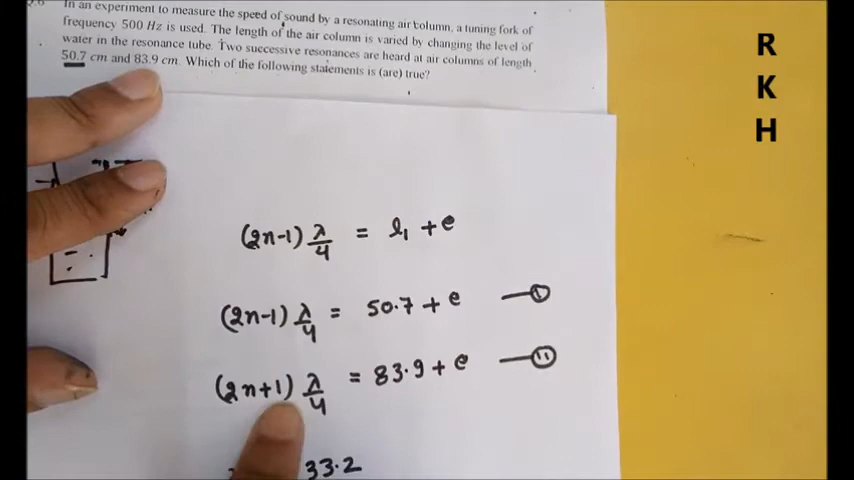 In an experiment to measure the speed of sound by a resonating air column, a tuning fork of
frequency 500 Hz is used. The length of the air column is varied by changing the level of
water in the resonance tube. Two successive resonances are heard at air columns of length
50.7 cm and 83.9 cm. Which of the following statements is (are) true?
R
K
H
(2n-1) λ/4 = l₁ + e
(2n-1) λ/4 = 50.7 + e —(I)
(2n+1) λ/4 = 83.9 + e —(II)
33.2